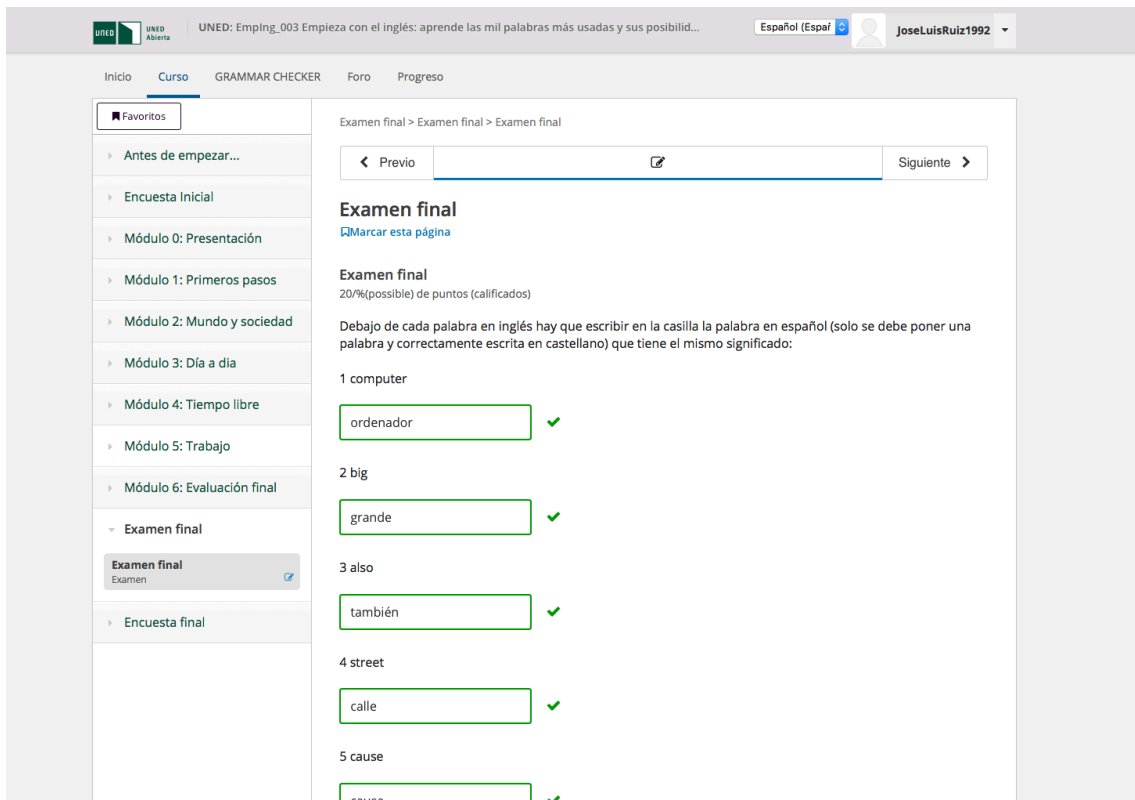 UNED
UNED
Abierta
UNED: EmpIng_003 Empieza con el inglés: aprende las mil palabras más usadas y sus posibilid...
Español (Españ
JoseLuisRuiz1992
Inicio
Curso
GRAMMAR CHECKER
Foro
Progreso
Favoritos
Antes de empezar...
Encuesta Inicial
Módulo 0: Presentación
Módulo 1: Primeros pasos
Módulo 2: Mundo y sociedad
Módulo 3: Día a dia
Módulo 4: Tiempo libre
Módulo 5: Trabajo
Módulo 6: Evaluación final
Examen final
Examen final
Examen
Encuesta final
Examen final > Examen final > Examen final
Previo
Siguiente
Examen final
Marcar esta página
Examen final
20/%(possible) de puntos (calificados)
Debajo de cada palabra en inglés hay que escribir en la casilla la palabra en español (solo se debe poner una
palabra y correctamente escrita en castellano) que tiene el mismo significado:
1 computer
ordenador
2 big
grande
3 also
también
4 street
calle
5 cause
causa